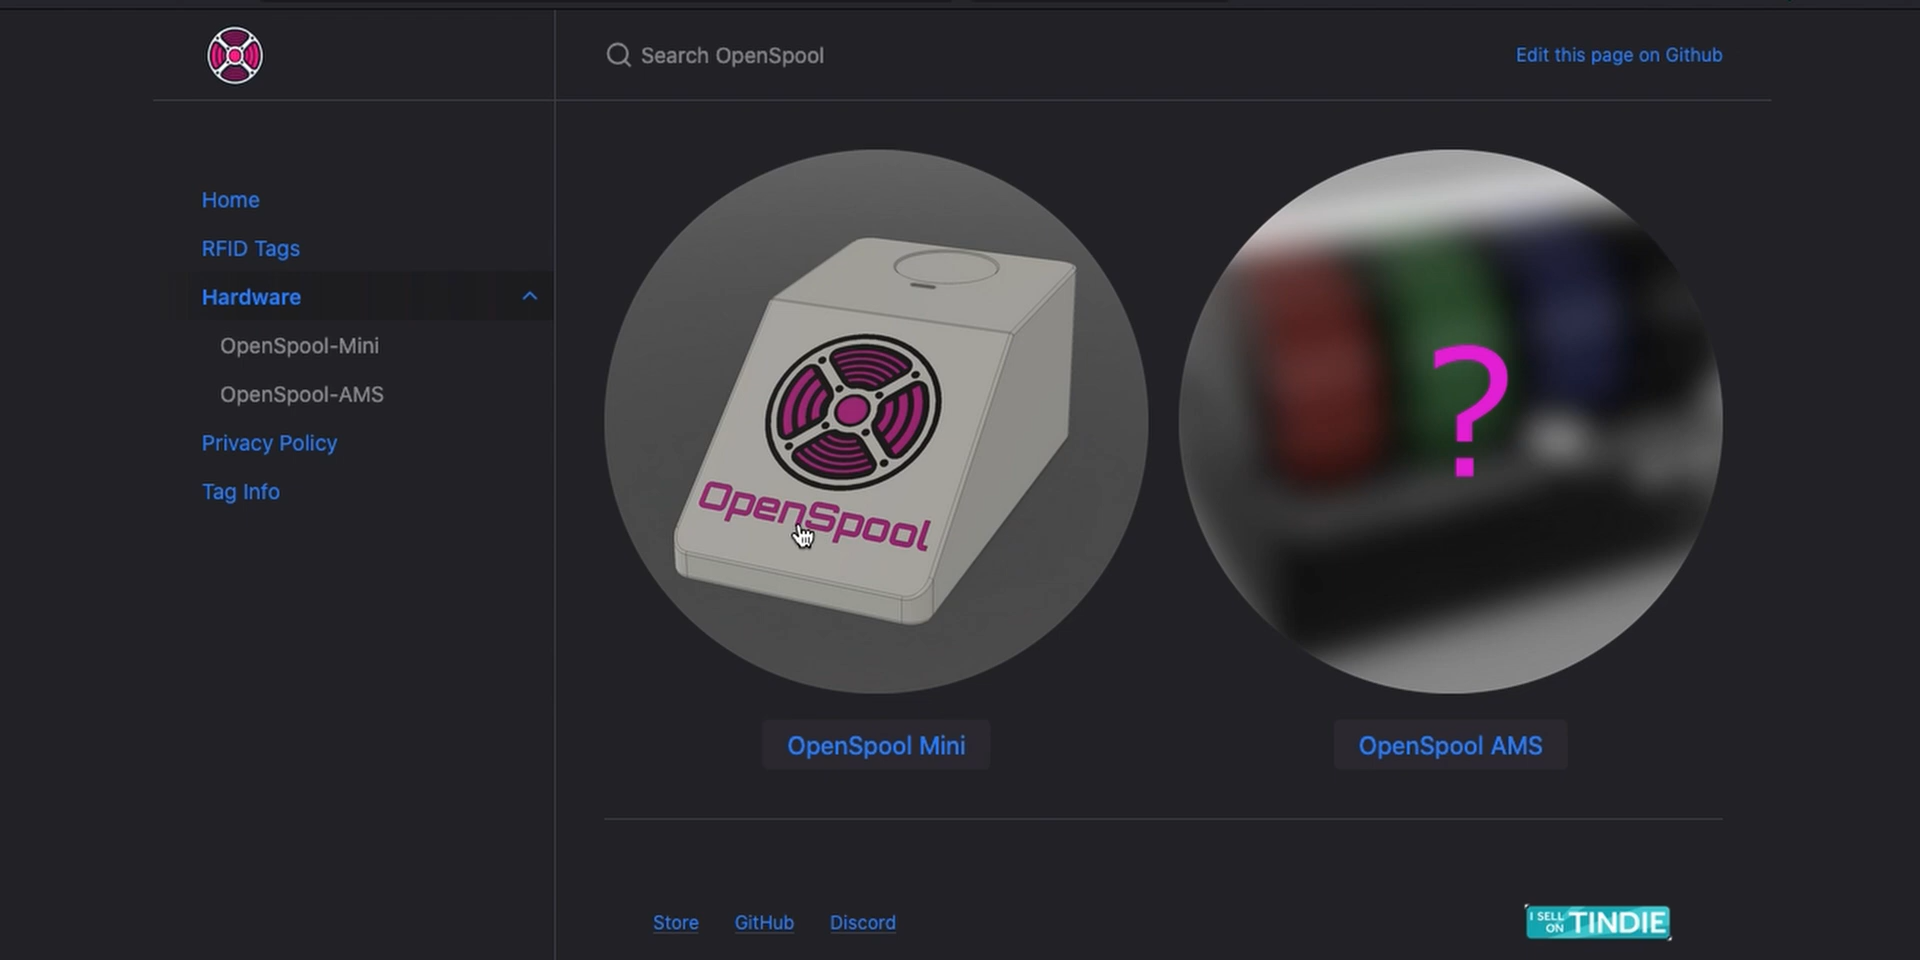 Search OpenSpool
Edit this page on Github
Home
RFID Tags
Hardware
OpenSpool-Mini
OpenSpool-AMS
Privacy Policy
Tag Info
OpenSpool
?
OpenSpool Mini
OpenSpool AMS
Store
GitHub
Discord
I SELL
ON
TINDIE